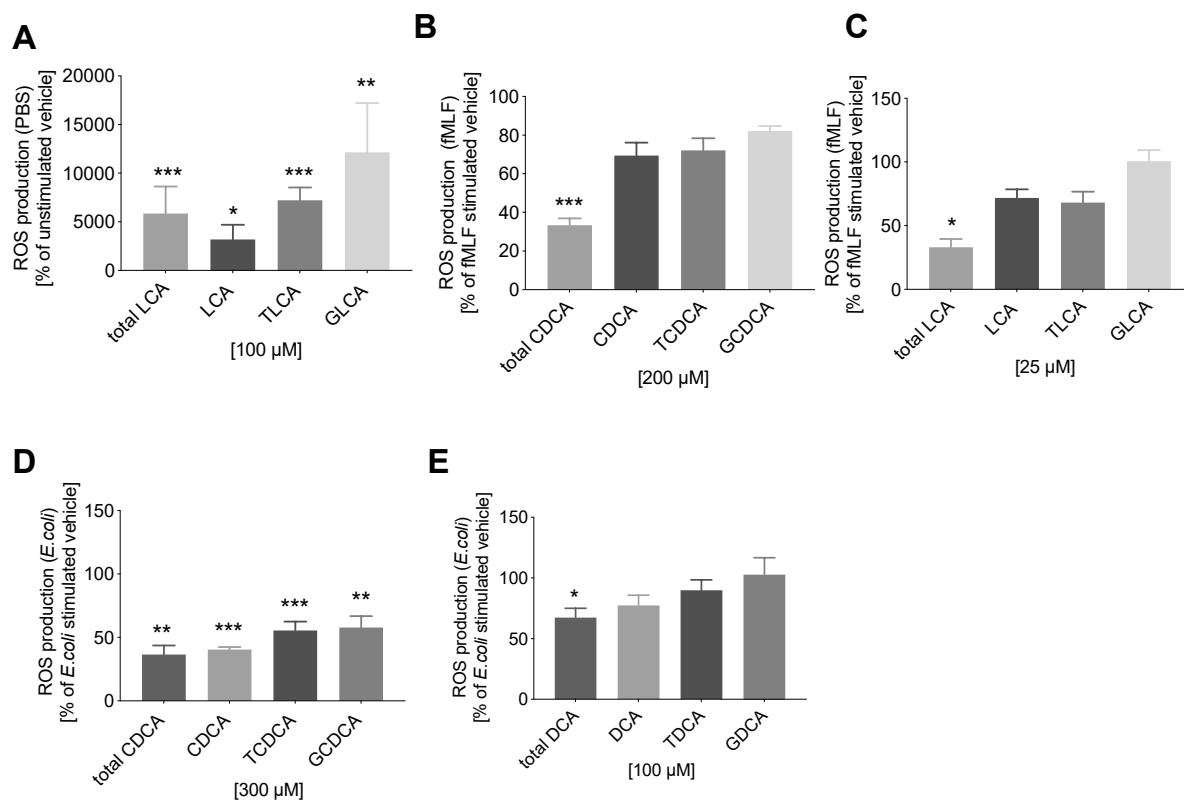 A
ROS production (PBS)
[% of unstimulated vehicle]
20000
15000
10000
5000
0
***
*
***
**
total LCA
LCA
TLCA
GLCA
[100 µM]
B
ROS production (fMLF)
[% of fMLF stimulated vehicle]
100
80
60
40
20
0
***
total CDCA
CDCA
TCDCA
GCDCA
[200 µM]
C
ROS production (fMLF)
[% of fMLF stimulated vehicle]
150
100
50
0
*
total LCA
LCA
TLCA
GLCA
[25 µM]
D
ROS production (E.coli)
[% of E.coli stimulated vehicle]
150
100
50
0
**
***
***
**
total CDCA
CDCA
TCDCA
GCDCA
[300 µM]
E
ROS production (E.coli)
[% of E.coli stimulated vehicle]
150
100
50
0
*
total DCA
DCA
TDCA
GDCA
[100 µM]